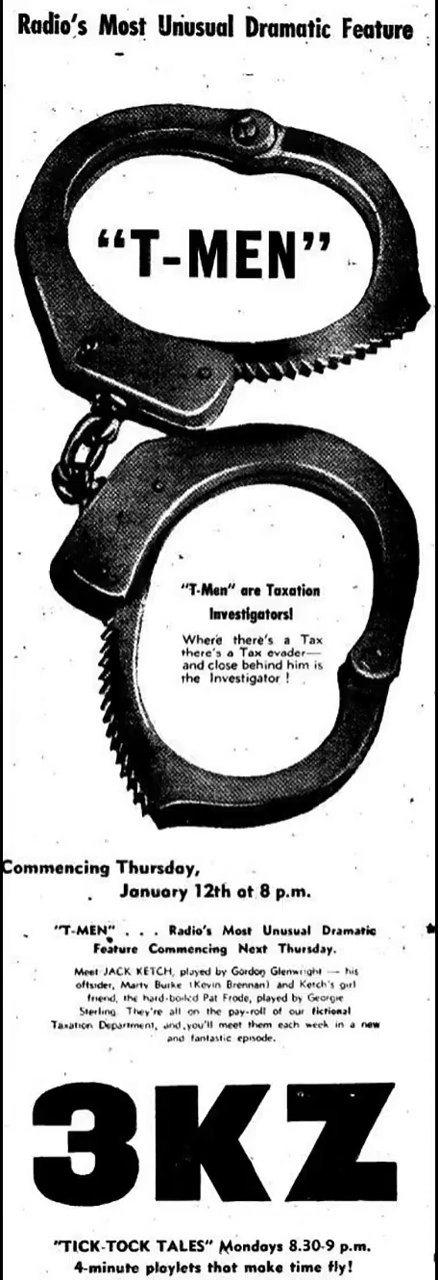 Radio's Most Unusual Dramatic Feature
"T-MEN"
"T-Men" are Taxation
Investigators!
Where there's a Tax
there's a Tax evader—
and close behind him is
the Investigator !
Commencing Thursday,
January 12th at 8 p.m.
"T-MEN" . . . Radio's Most Unusual Dramatic
Feature Commencing Next Thursday.
Meet JACK KETCH, played by Gordon Glenwright — his
offsider, Marty Burke (Kevin Brennan) and Ketch's girl
friend, the hard-boiled Pat Frode, played by Georgie
Sterling. They're all on the pay-roll of our fictional
Taxation Department, and you'll meet them each week in a new
and fantastic episode.
3KZ
"TICK-TOCK TALES" Mondays 8.30-9 p.m.
4-minute playlets that make time fly!